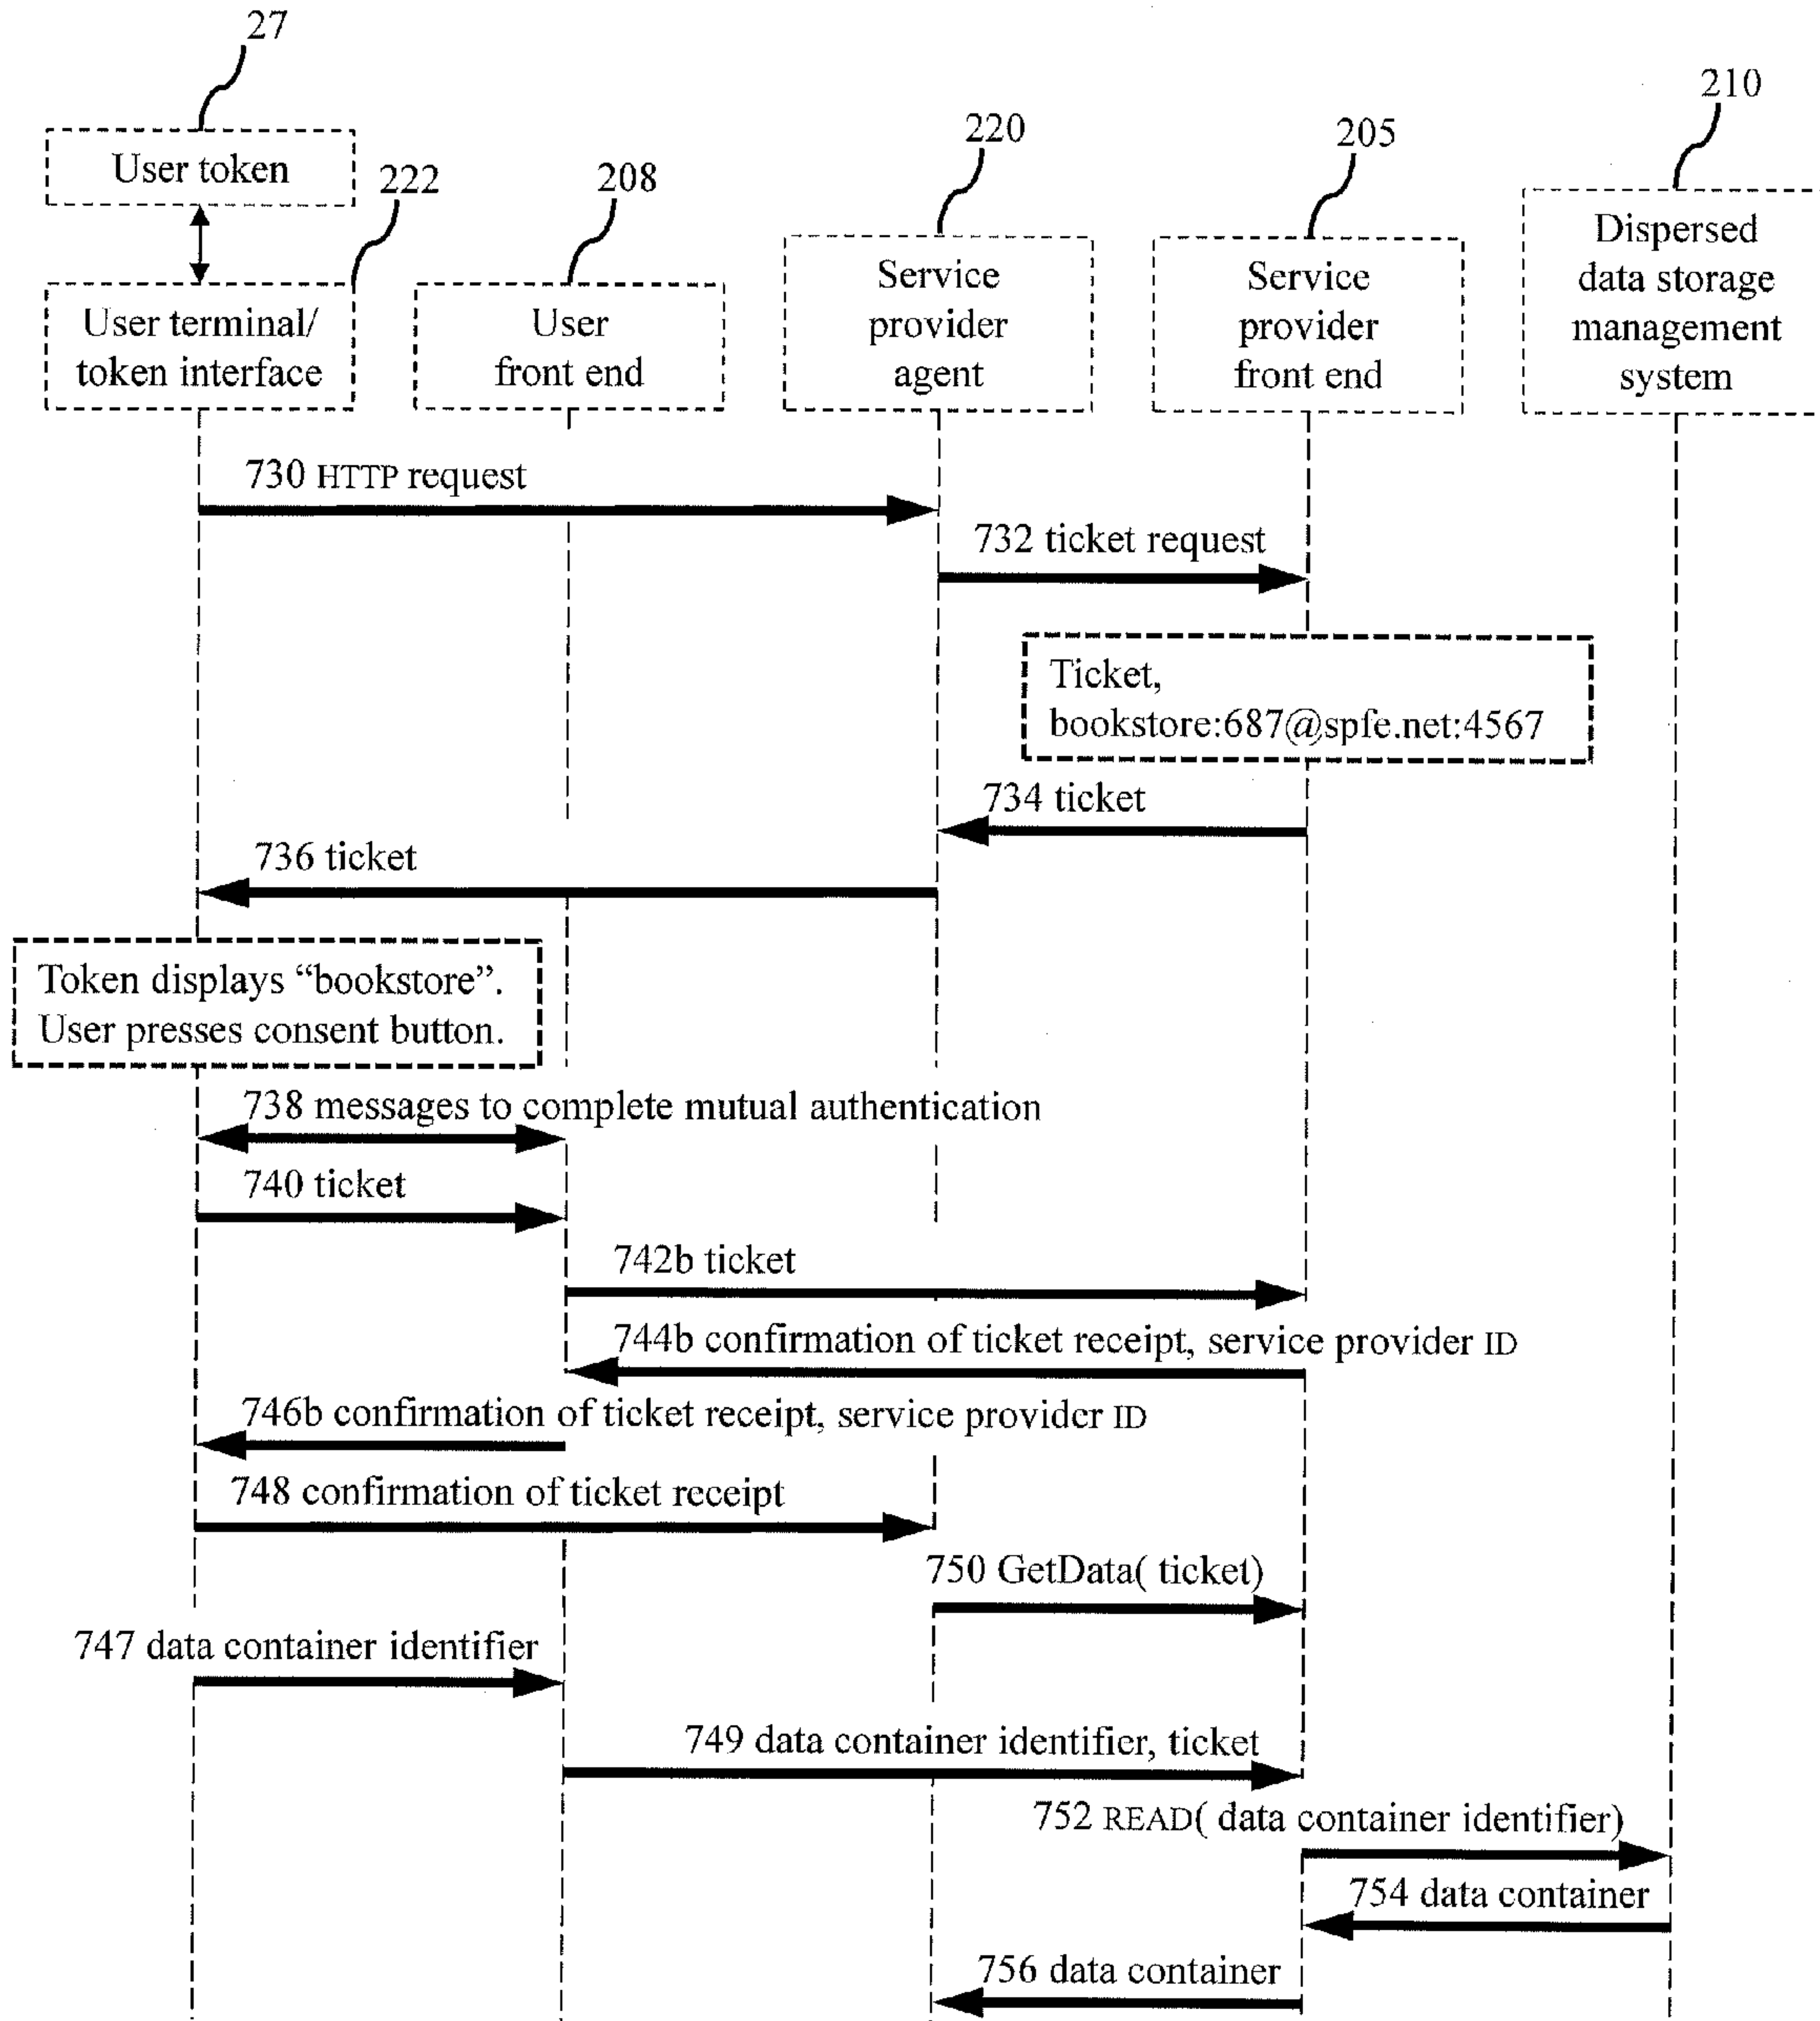 27
210
220
205
User token
222
208
Dispersed
data storage
management
system
Service
provider
agent
Service
provider
front end
User terminal/
token interface
User
front end
730 HTTP request
732 ticket request
Ticket,
bookstore:687@spfe.net:4567
734 ticket
736 ticket
Token displays “bookstore”.
User presses consent button.
738 messages to complete mutual authentication
740 ticket
742b ticket
744b confirmation of ticket receipt, service provider ID
746b confirmation of ticket receipt, service provider ID
748 confirmation of ticket receipt
750 GetData( ticket)
747 data container identifier
749 data container identifier, ticket
752 READ( data container identifier)
754 data container
756 data container